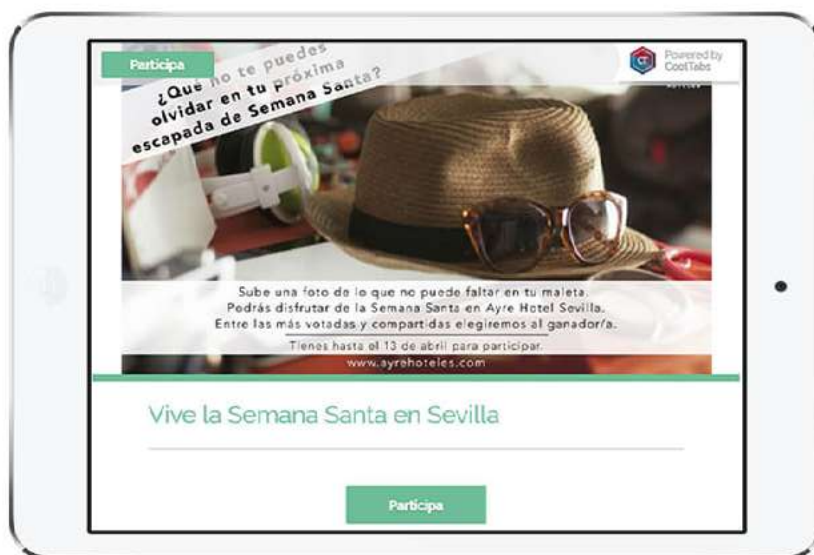 Participa
Powered by
CoolTabs
¿Qué no te puedes
olvidar en tu próxima
escapada de Semana Santa?
Sube una foto de lo que no puede faltar en tu maleta.
Podrás disfrutar de la Semana Santa en Ayre Hotel Sevilla.
Entre las más votadas y compartidas elegiremos al ganador/a.
Tienes hasta el 13 de abril para participar.
www.ayrehoteles.com
Vive la Semana Santa en Sevilla
Participa